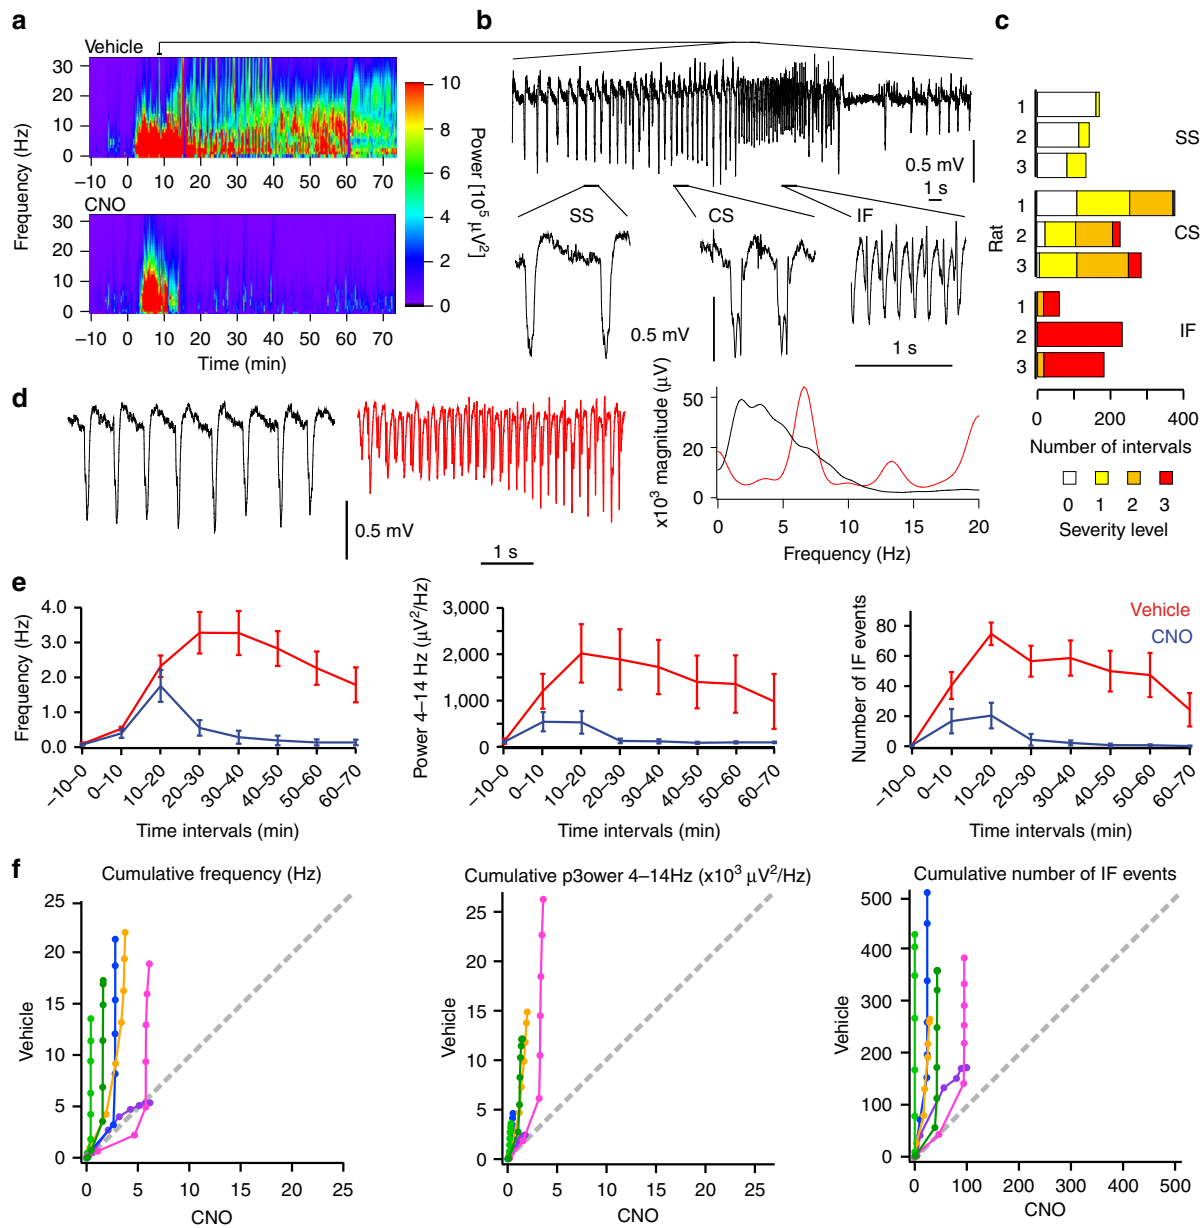 a
Vehicle
30
20
10
0
–10 0 10 20 30 40 50 60 70
CNO
30
20
10
0
–10 0 10 20 30 40 50 60 70
Time (min)
Frequency (Hz)
10
8
6
4
2
0
Power [10⁵ µV²]
b
0.5 mV
1 s
SS
CS
IF
0.5 mV
1 s
c
1
2
3
SS
1
2
3
CS
1
2
3
IF
Rat
0 200 400
Number of intervals
0 1 2 3
Severity level
d
0.5 mV
1 s
x10³ magnitude (µV)
50
20
0
0 5 10 15 20
Frequency (Hz)
e
Frequency (Hz)
4.0
3.0
2.0
1.0
0.0
–10–0 0–10 10–20 20–30 30–40 40–50 50–60 60–70
Time intervals (min)
Power 4–14 Hz (µV²/Hz)
3,000
2,000
1,000
0
–10–0 0–10 10–20 20–30 30–40 40–50 50–60 60–70
Time intervals (min)
Number of IF events
80
60
40
20
0
Vehicle
CNO
–10–0 0–10 10–20 20–30 30–40 40–50 50–60 60–70
Time intervals (min)
f
Cumulative frequency (Hz)
Vehicle
25
20
15
10
5
0
0 5 10 15 20 25
CNO
Cumulative p3ower 4–14Hz (x10³ µV²/Hz)
Vehicle
25
20
15
10
5
0
0 5 10 15 20 25
CNO
Cumulative number of IF events
Vehicle
500
400
300
200
100
0
0 100 200 300 400 500
CNO